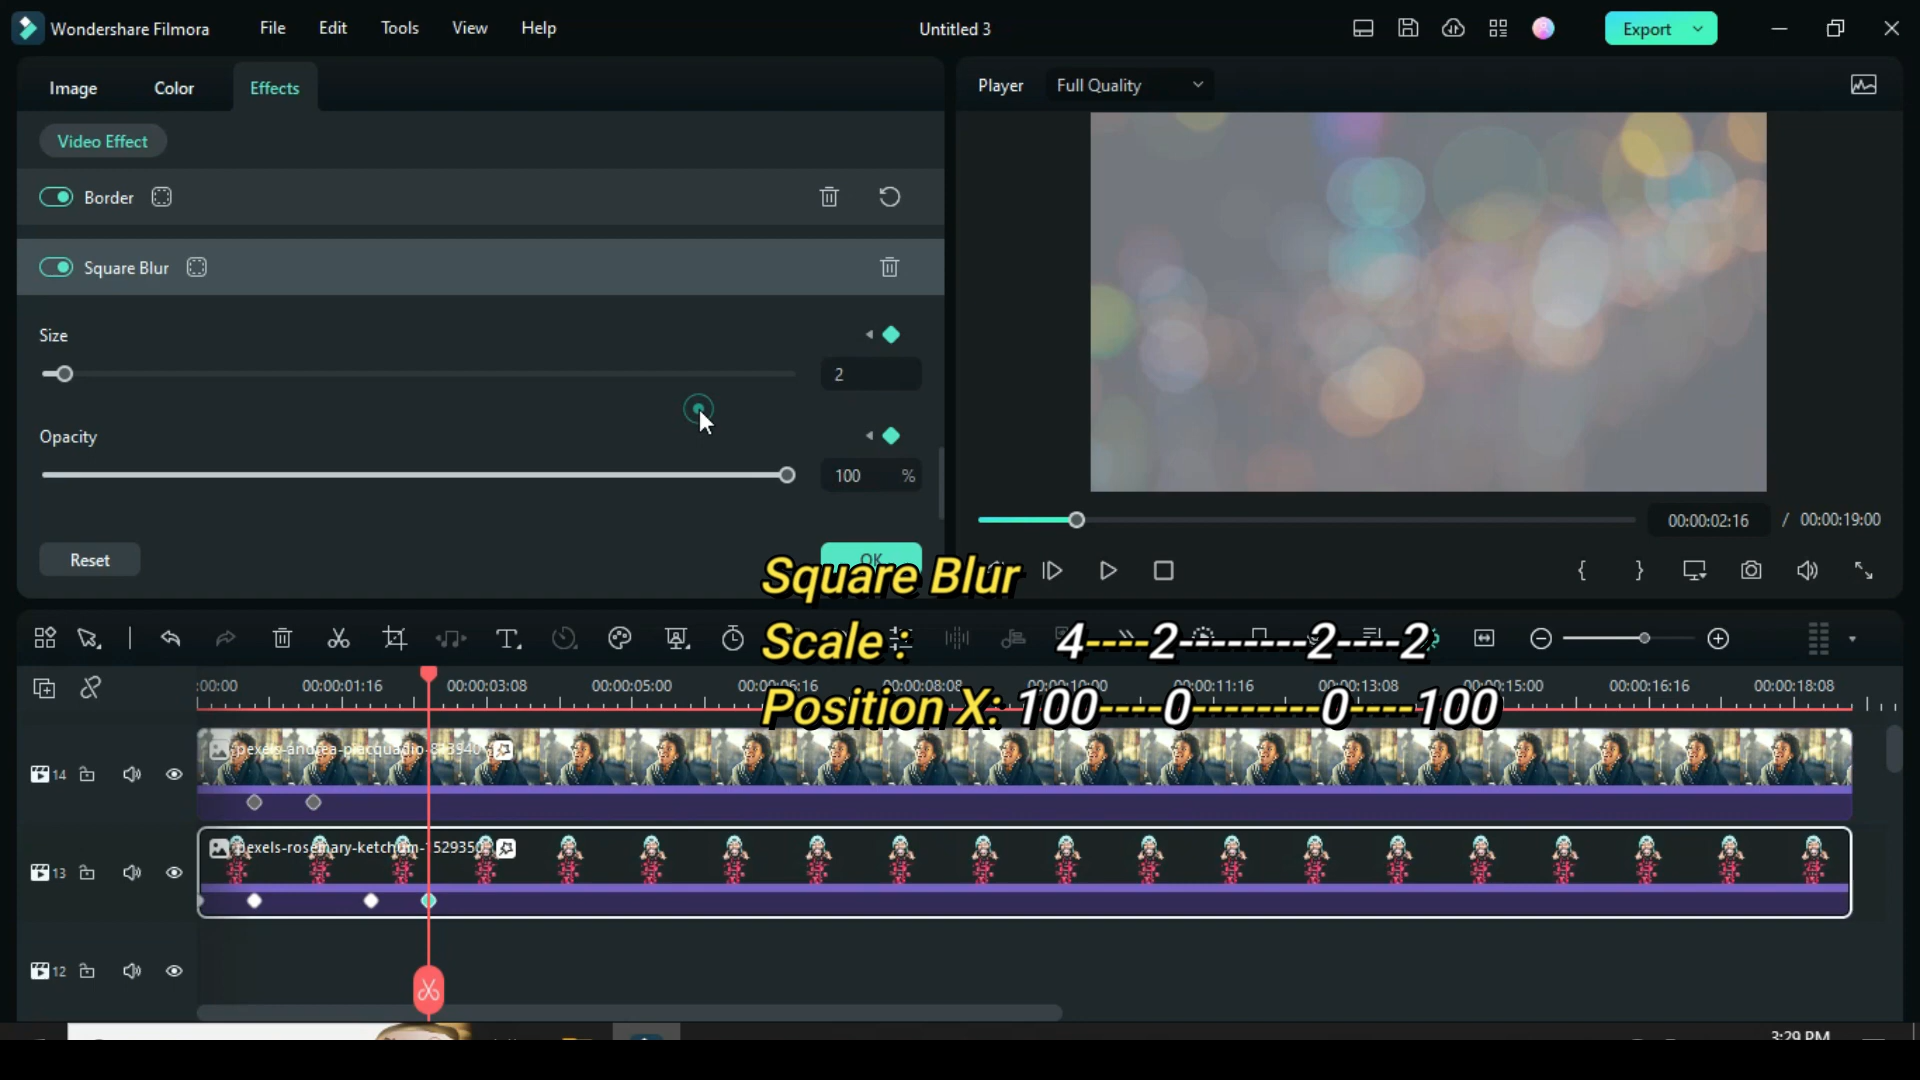 Wondershare Filmora
File
Edit
Tools
View
Help
Untitled 3
Export
Image
Color
Effects
Player
Full Quality
Video Effect
Border
Square Blur
Size
2
Opacity
100
%
Reset
OK
00:00:02:16
/ 00:00:19:00
Square Blur
Scale : 4----2--------2----2
Position X: 100----0--------0----100
:00:00
00:00:01:16
00:00:03:08
00:00:05:00
00:00:06:16
00:00:08:08
00:00:10:00
00:00:11:16
00:00:13:08
00:00:15:00
00:00:16:16
00:00:18:08
14
pexels-andrea-piacquadio-813940
13
pexels-rosemary-ketchum-1529350
12
3:29 PM